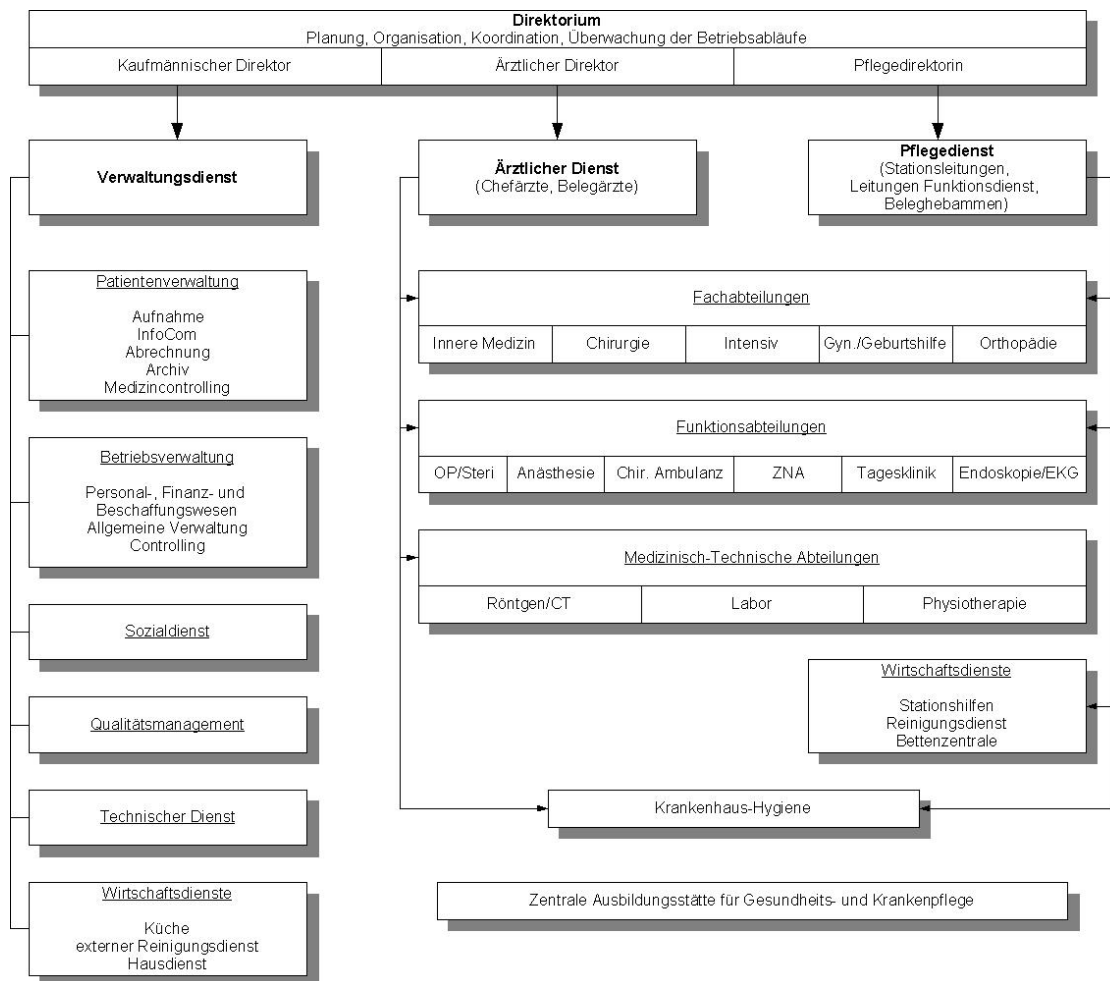 Direktorium
Planung, Organisation, Koordination, Überwachung der Betriebsabläufe
Kaufmännischer Direktor
Ärztlicher Direktor
Pflegedirektorin
Verwaltungsdienst
Ärztlicher Dienst
(Chefärzte, Belegärzte)
Pflegedienst
(Stationsleitungen,
Leitungen Funktionsdienst,
Beleghebammen)
Patientenverwaltung
Aufnahme
InfoCom
Abrechnung
Archiv
Medizincontrolling
Betriebsverwaltung
Personal-, Finanz- und
Beschaffungswesen
Allgemeine Verwaltung
Controlling
Sozialdienst
Qualitätsmanagement
Technischer Dienst
Wirtschaftsdienste
Küche
externer Reinigungsdienst
Hausdienst
Fachabteilungen
Innere Medizin
Chirurgie
Intensiv
Gyn./Geburtshilfe
Orthopädie
Funktionsabteilungen
OP/Steri
Anästhesie
Chir. Ambulanz
ZNA
Tagesklinik
Endoskopie/EKG
Medizinisch-Technische Abteilungen
Röntgen/CT
Labor
Physiotherapie
Wirtschaftsdienste
Stationshilfen
Reinigungsdienst
Bettenzentrale
Krankenhaus-Hygiene
Zentrale Ausbildungsstätte für Gesundheits- und Krankenpflege